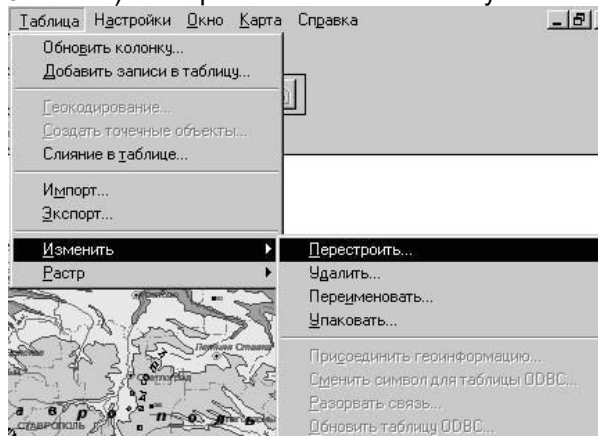 Таблица Настройки Окно Карта Справка
Обновить колонку...
Добавить записи в таблицу...
Геокодирование...
Создать точечные объекты...
Слияние в таблице...
Импорт...
Экспорт...
Изменить
Перестроить...
Растр
Удалить...
Переименовать...
Упаковать...
Присоединить геоинформацию...
Сменить символ для таблицы ODBC...
Разорвать связь...
Обновить таблицу ODBC...
СТАВРОПОЛЬ